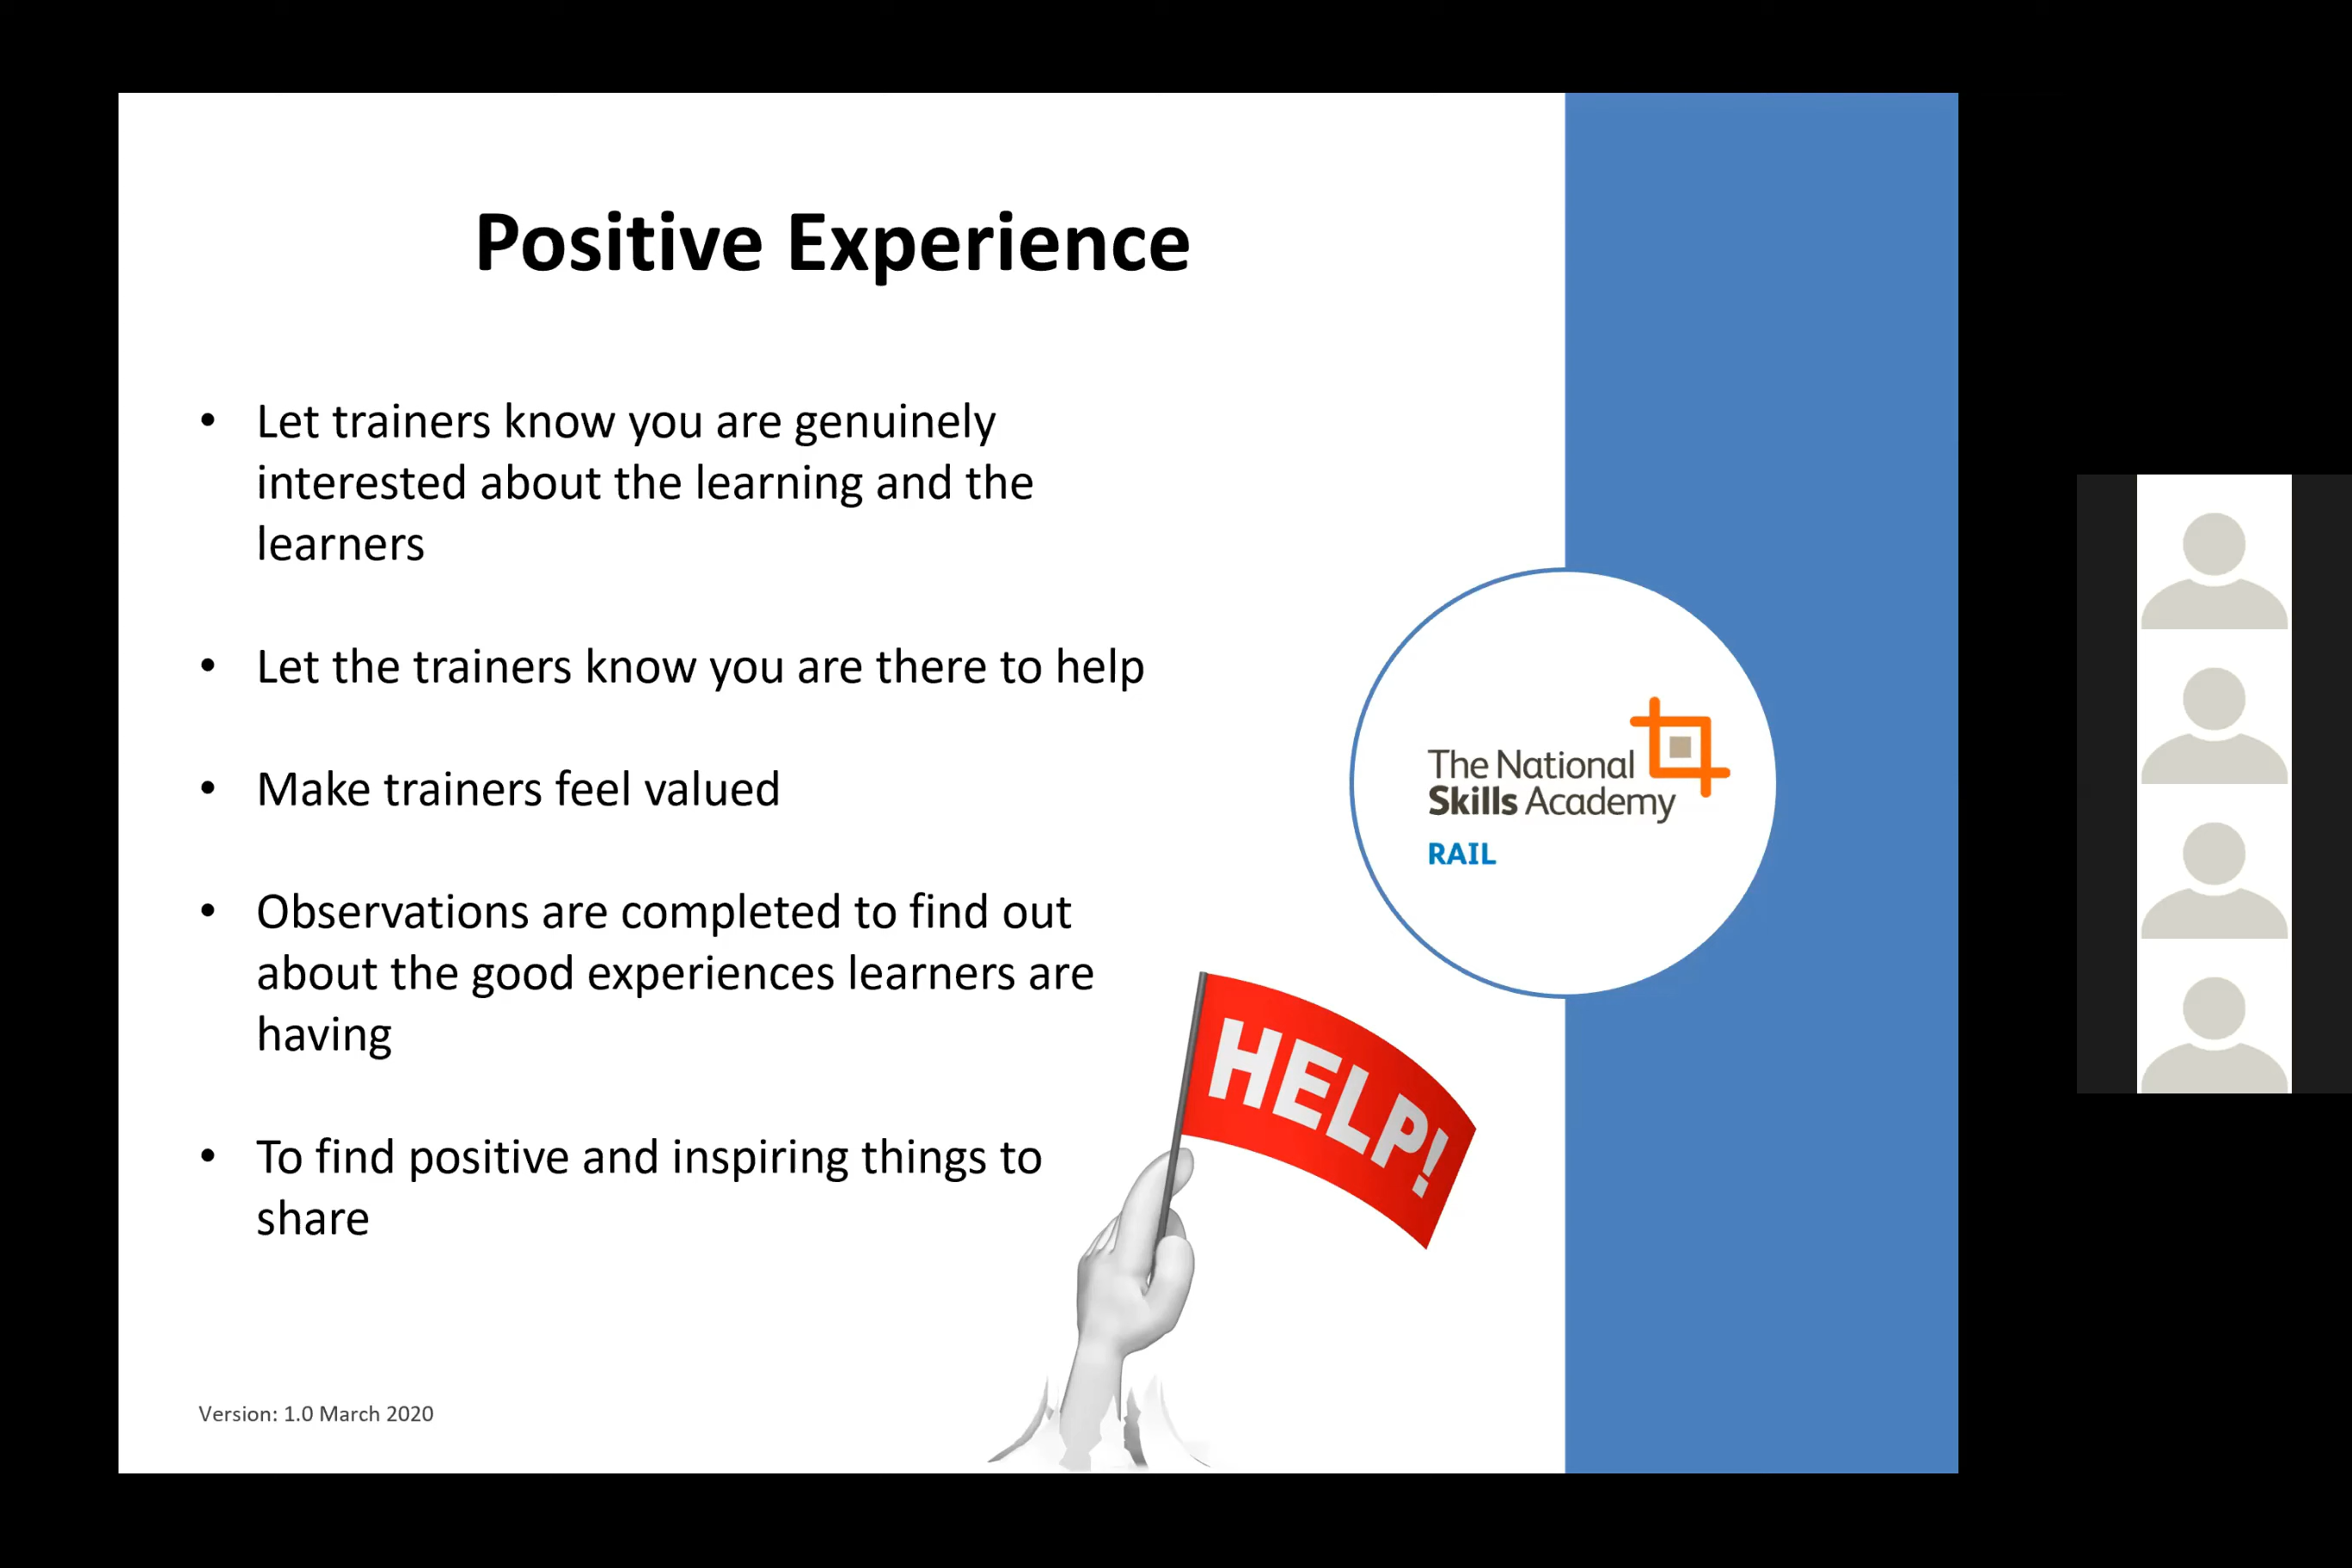 Positive Experience
• Let trainers know you are genuinely
interested about the learning and the
learners
• Let the trainers know you are there to help
• Make trainers feel valued
• Observations are completed to find out
about the good experiences learners are
having
• To find positive and inspiring things to
share
Version: 1.0 March 2020
The National
Skills Academy
RAIL
HELP!